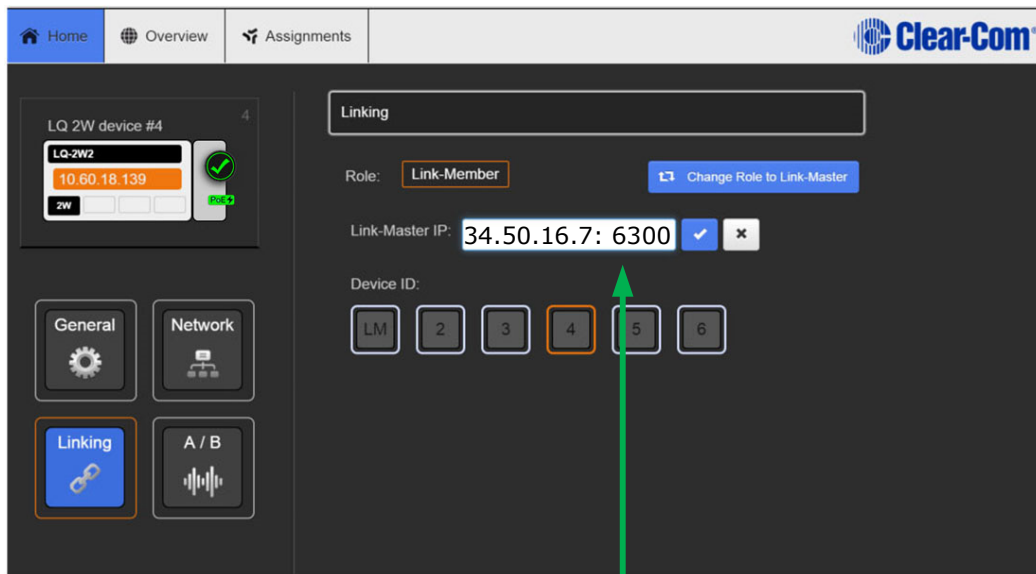 Home
Overview
Assignments
Clear-Com
LQ 2W device #4
4
LQ-2W2
10.60.18.139
2W
PoE
Linking
Role: Link-Member
Change Role to Link-Master
Link-Master IP: 34.50.16.7: 6300
Device ID:
LM 2 3 4 5 6
General
Network
Linking
A / B